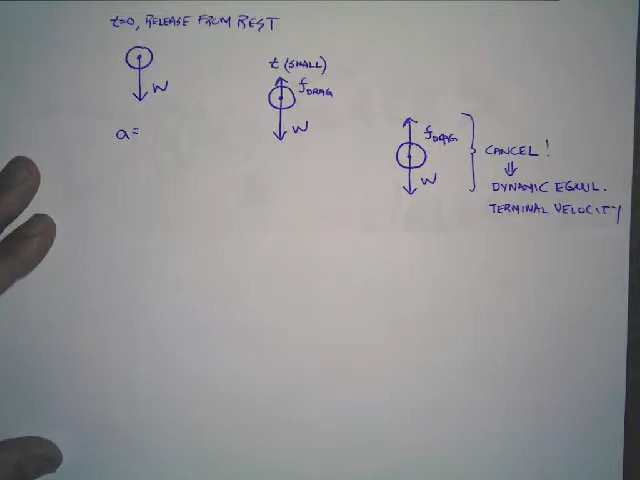 t=0, RELEASE FROM REST
W
a=
t (SMALL)
fDRAG
W
fDRAG
W
CANCEL!
DYNAMIC EQUIL.
TERMINAL VELOCITY